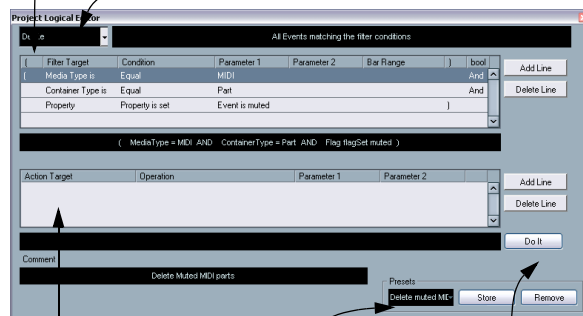 Project Logical Editor
All Events matching the filter conditions
( Filter Target Condition Parameter 1 Parameter 2 Bar Range ) bool
( Media Type is Equal MIDI And
Container Type is Equal Part And
Property Property is set Event is muted )
Add Line
Delete Line
( MediaType = MIDI AND ContainerType = Part AND Flag flagSet muted )
Action Target Operation Parameter 1 Parameter 2
Add Line
Delete Line
Do It
Comment
Delete Muted MIDI parts
Presets
Delete muted Store Remove